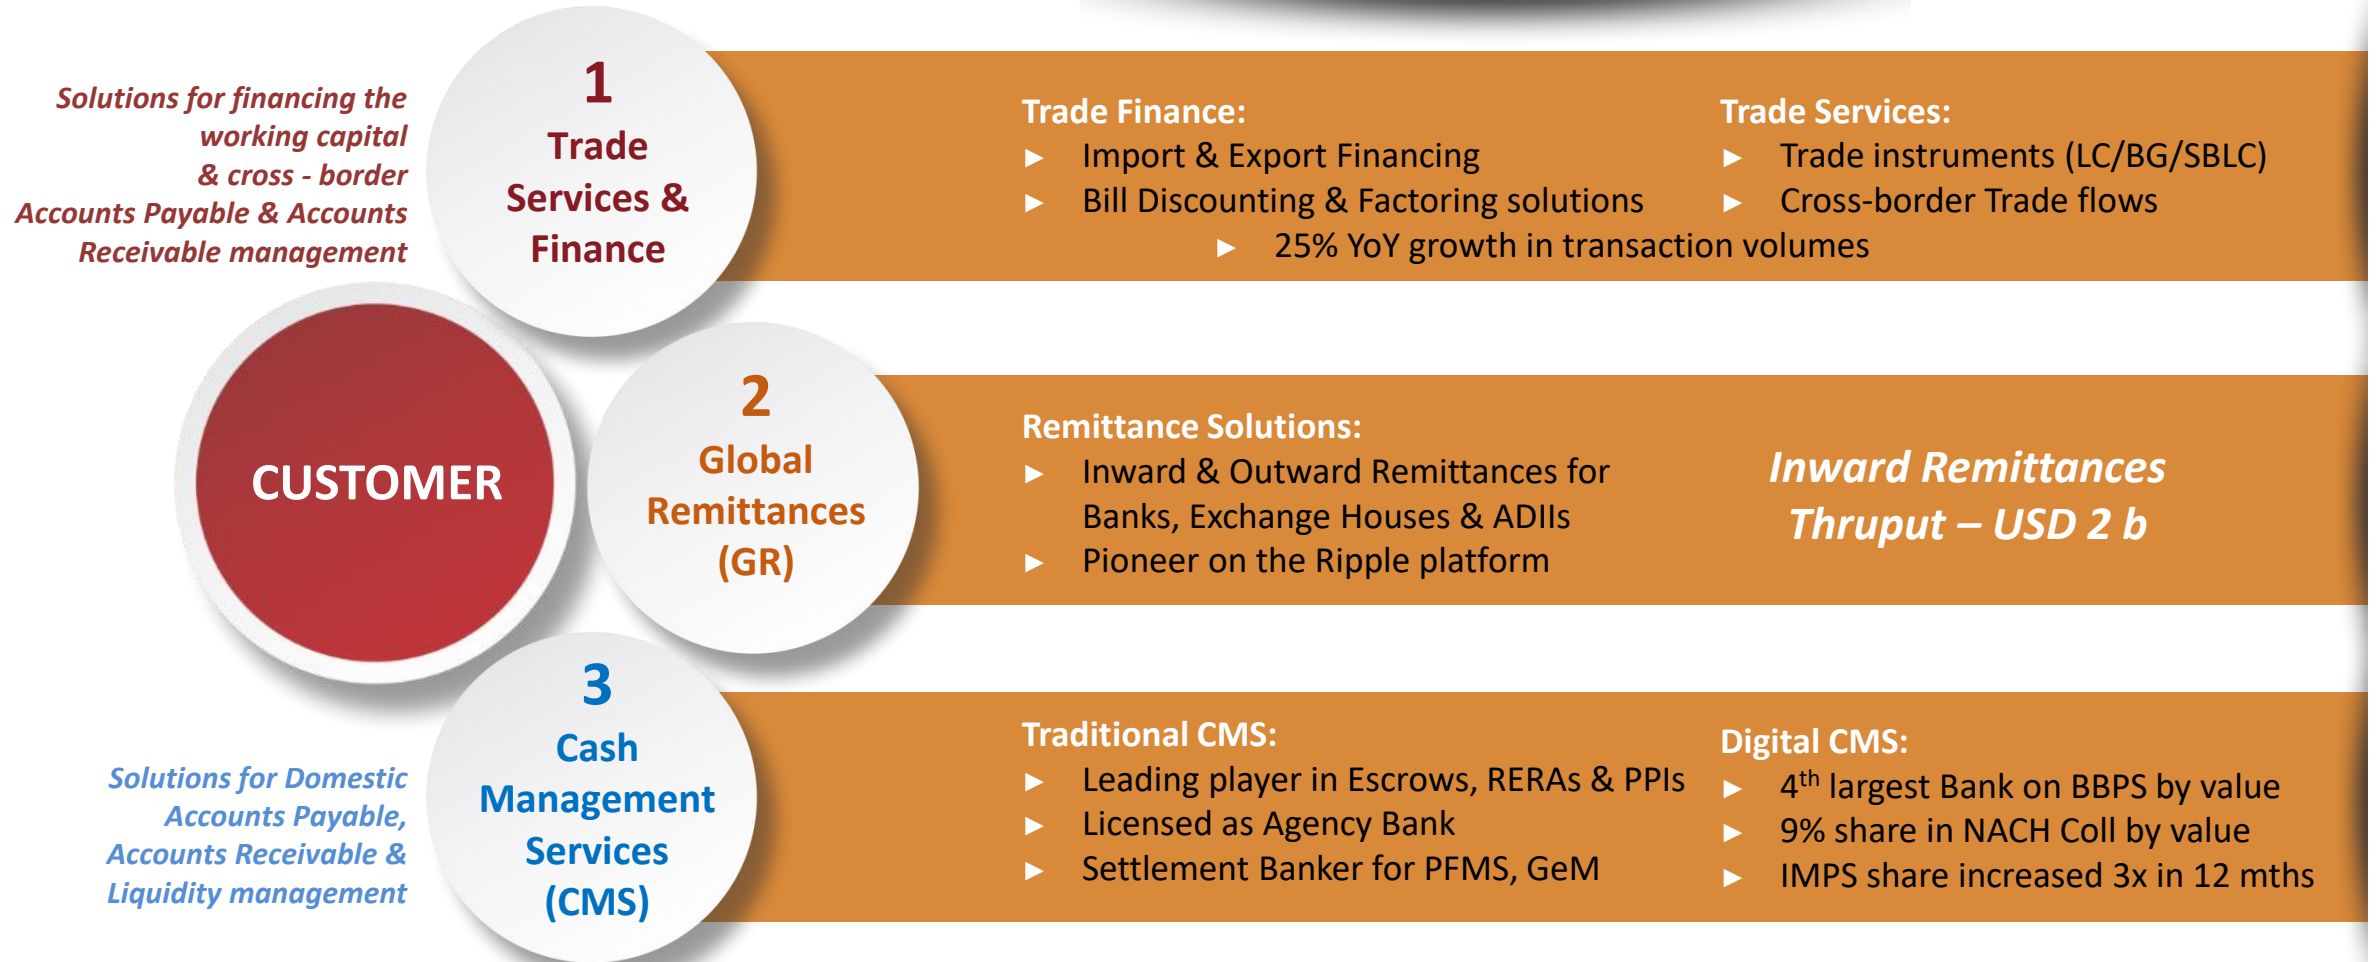 Solutions for financing the
working capital
& cross - border
Accounts Payable & Accounts
Receivable management
1
Trade
Services &
Finance
Trade Finance:
► Import & Export Financing
► Bill Discounting & Factoring solutions
Trade Services:
► Trade instruments (LC/BG/SBLC)
► Cross-border Trade flows
► 25% YoY growth in transaction volumes
CUSTOMER
2
Global
Remittances
(GR)
Remittance Solutions:
► Inward & Outward Remittances for
Banks, Exchange Houses & ADIIs
► Pioneer on the Ripple platform
Inward Remittances
Thruput – USD 2 b
Solutions for Domestic
Accounts Payable,
Accounts Receivable &
Liquidity management
3
Cash
Management
Services
(CMS)
Traditional CMS:
► Leading player in Escrows, RERAs & PPIs
► Licensed as Agency Bank
► Settlement Banker for PFMS, GeM
Digital CMS:
► 4th largest Bank on BBPS by value
► 9% share in NACH Coll by value
► IMPS share increased 3x in 12 mths